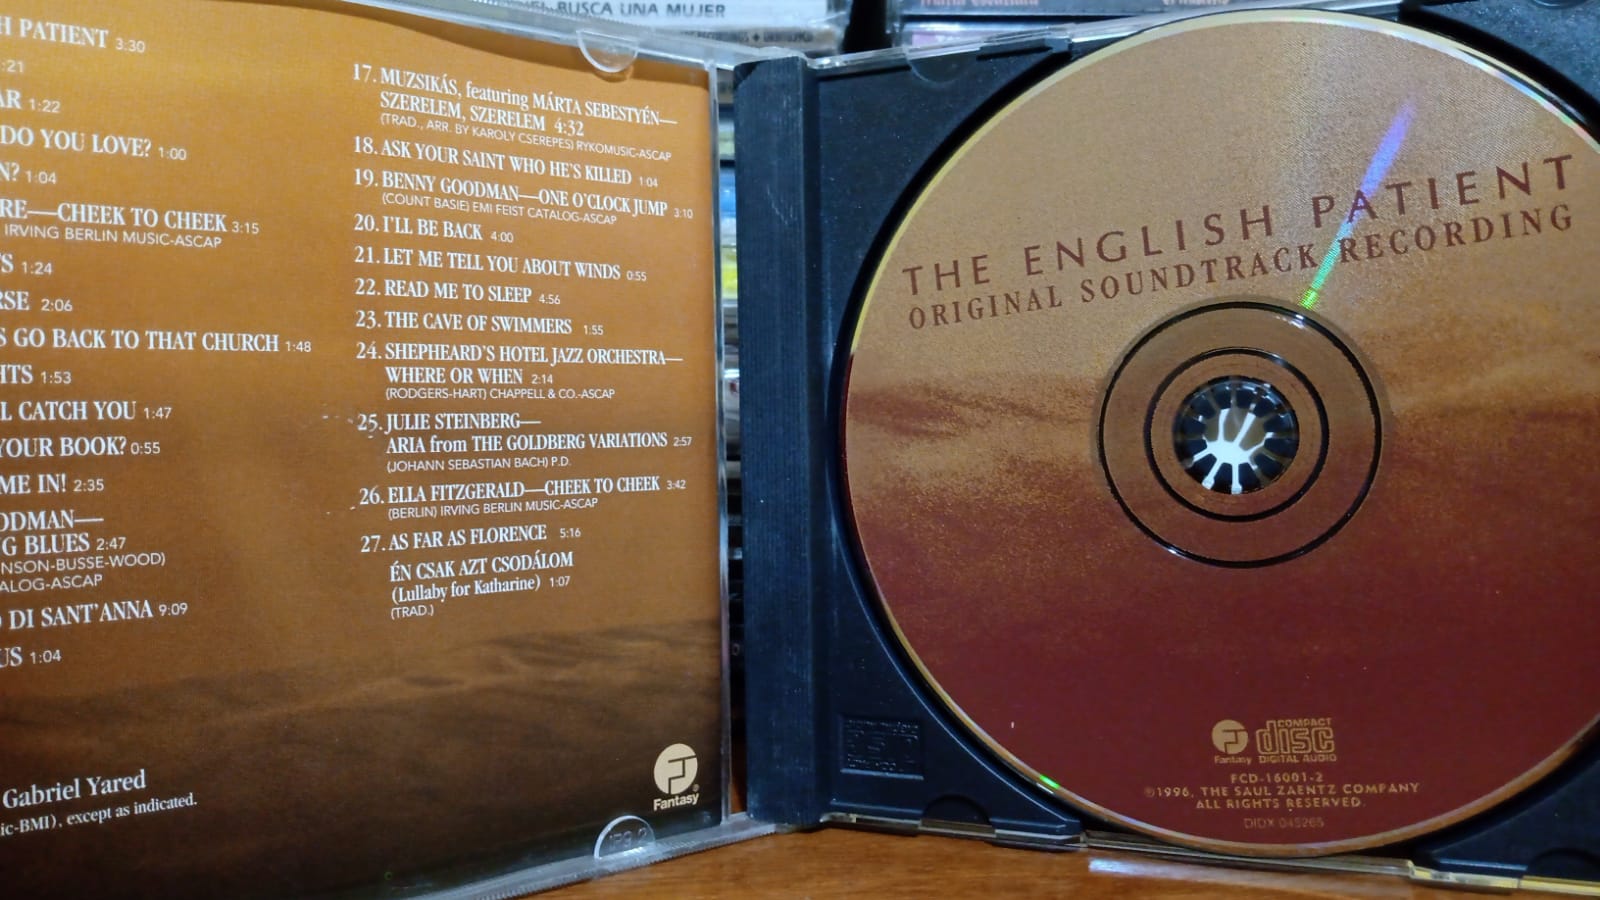 BUSCA UNA MUJER
H PATIENT 3:30
:21
AR 1:22
DO YOU LOVE? 1:00
N? 1:04
RE—CHEEK TO CHEEK 3:15
IRVING BERLIN MUSIC-ASCAP
TS 1:24
RSE 2:06
S GO BACK TO THAT CHURCH 1:48
HTS 1:53
L CATCH YOU 1:47
YOUR BOOK? 0:55
ME IN! 2:35
ODMAN—
G BLUES 2:47
NSON-BUSSE-WOOD)
ALOG-ASCAP
DI SANT'ANNA 9:09
US 1:04
Gabriel Yared
ic-BMI), except as indicated.
17. MUZSIKÁS, featuring MÁRTA SEBESTYÉN—
SZERELEM, SZERELEM 4:32
(TRAD., ARR. BY KAROLY CSEREPES) RYKOMUSIC-ASCAP
18. ASK YOUR SAINT WHO HE'S KILLED 1:04
19. BENNY GOODMAN—ONE O'CLOCK JUMP 3:10
(COUNT BASIE) EMI FEIST CATALOG-ASCAP
20. I'LL BE BACK 4:00
21. LET ME TELL YOU ABOUT WINDS 0:55
22. READ ME TO SLEEP 4:56
23. THE CAVE OF SWIMMERS 1:55
24. SHEPHEARD'S HOTEL JAZZ ORCHESTRA—
WHERE OR WHEN 2:14
(RODGERS-HART) CHAPPELL & CO.-ASCAP
25. JULIE STEINBERG—
ARIA from THE GOLDBERG VARIATIONS 2:57
(JOHANN SEBASTIAN BACH) P.D.
26. ELLA FITZGERALD—CHEEK TO CHEEK 3:42
(BERLIN) IRVING BERLIN MUSIC-ASCAP
27. AS FAR AS FLORENCE 5:16
ÉN CSAK AZT CSODÁLOM
(Lullaby for Katharine) 1:07
(TRAD.)
Fantasy®
THE ENGLISH PATIENT
ORIGINAL SOUNDTRACK RECORDING
Fantasy
COMPACT
disc
DIGITAL AUDIO
FCD-16001-2
℗1996, THE SAUL ZAENTZ COMPANY
ALL RIGHTS RESERVED.
DIDX 045265